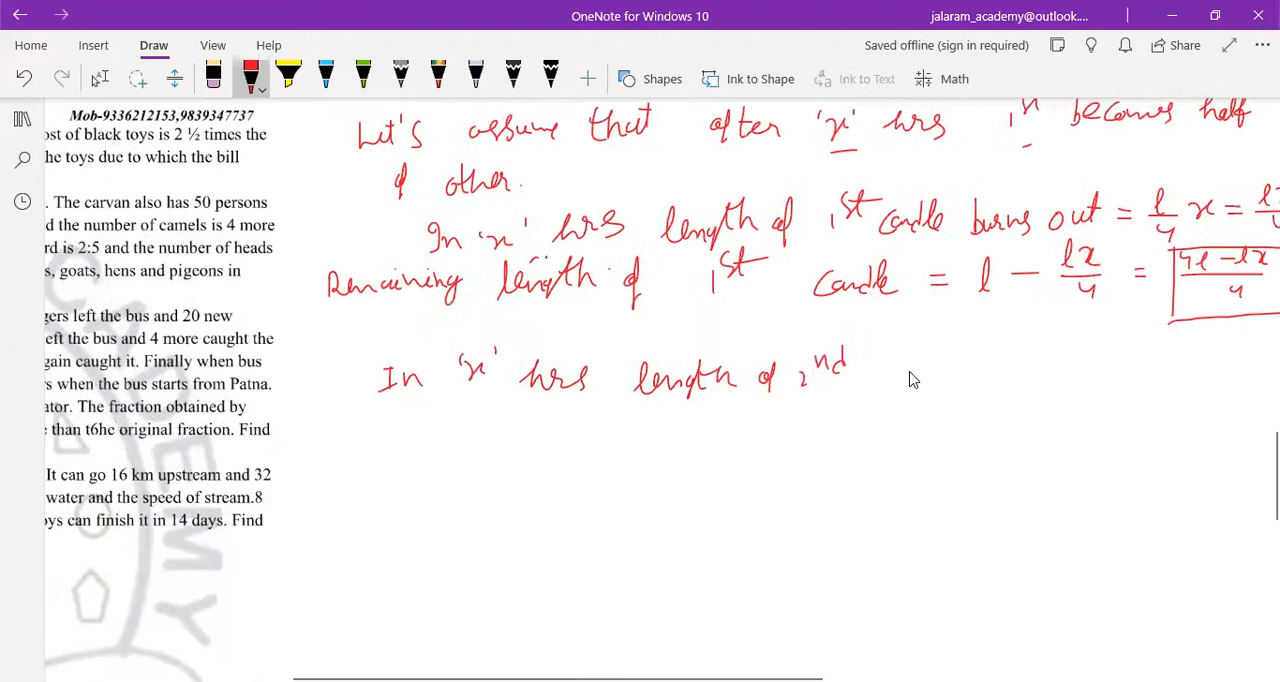 OneNote for Windows 10
jalaram_academy@outlook....
Home Insert Draw View Help
Saved offline (sign in required)
Share
Shapes Ink to Shape Ink to Text Math
Mob-9336212153,9839347737
ost of black toys is 2 ½ times the
he toys due to which the bill
. The carvan also has 50 persons
d the number of camels is 4 more
rd is 2:5 and the number of heads
s, goats, hens and pigeons in
gers left the bus and 20 new
eft the bus and 4 more caught the
gain caught it. Finally when bus
s when the bus starts from Patna.
ator. The fraction obtained by
than t6he original fraction. Find
It can go 16 km upstream and 32
water and the speed of stream.8
oys can finish it in 14 days. Find
CADEMY
Let's assume that after 'x' hrs becomes half
of other.
In 'x' hrs length of 1st candle burns out = l/4 x = lx/4
Remaining length of 1st candle = l - lx/4 = 4l - lx/4
In 'x' hrs length of 2nd